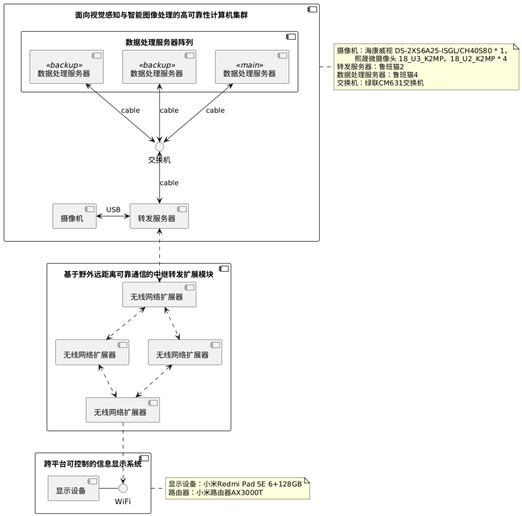 面向视觉感知与智能图像处理的高可靠性计算机集群
数据处理服务器阵列
«backup»
数据处理服务器
«backup»
数据处理服务器
«main»
数据处理服务器
cable
cable
cable
交换机
cable
摄像机
USB
转发服务器
摄像机：海康威视 DS-2XS6A25-ISGL/CH40S80 * 1，
熙晟微摄像头 18_U3_K2MP，18_U2_K2MP * 4
转发服务器：鲁班猫2
数据处理服务器：鲁班猫4
交换机：绿联CM631交换机
基于野外远距离可靠通信的中继转发扩展模块
无线网络扩展器
无线网络扩展器
无线网络扩展器
无线网络扩展器
跨平台可控制的信息显示系统
显示设备
WiFi
显示设备：小米Redmi Pad SE 6+128GB
路由器：小米路由器AX3000T